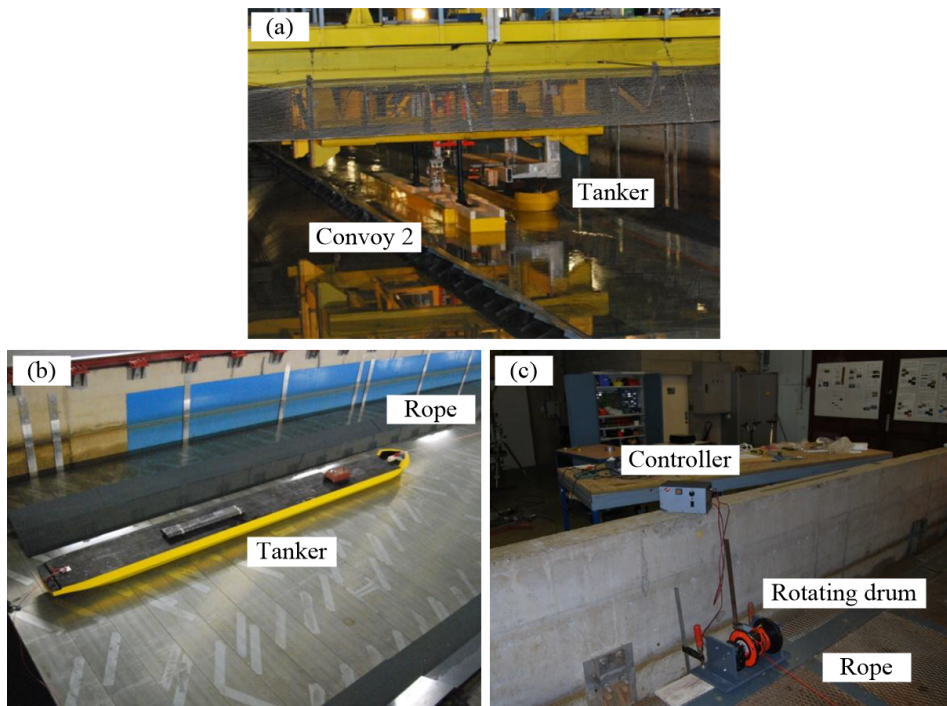 (a)
Tanker
Convoy 2
(b)
Rope
Tanker
(c)
Controller
Rotating drum
Rope